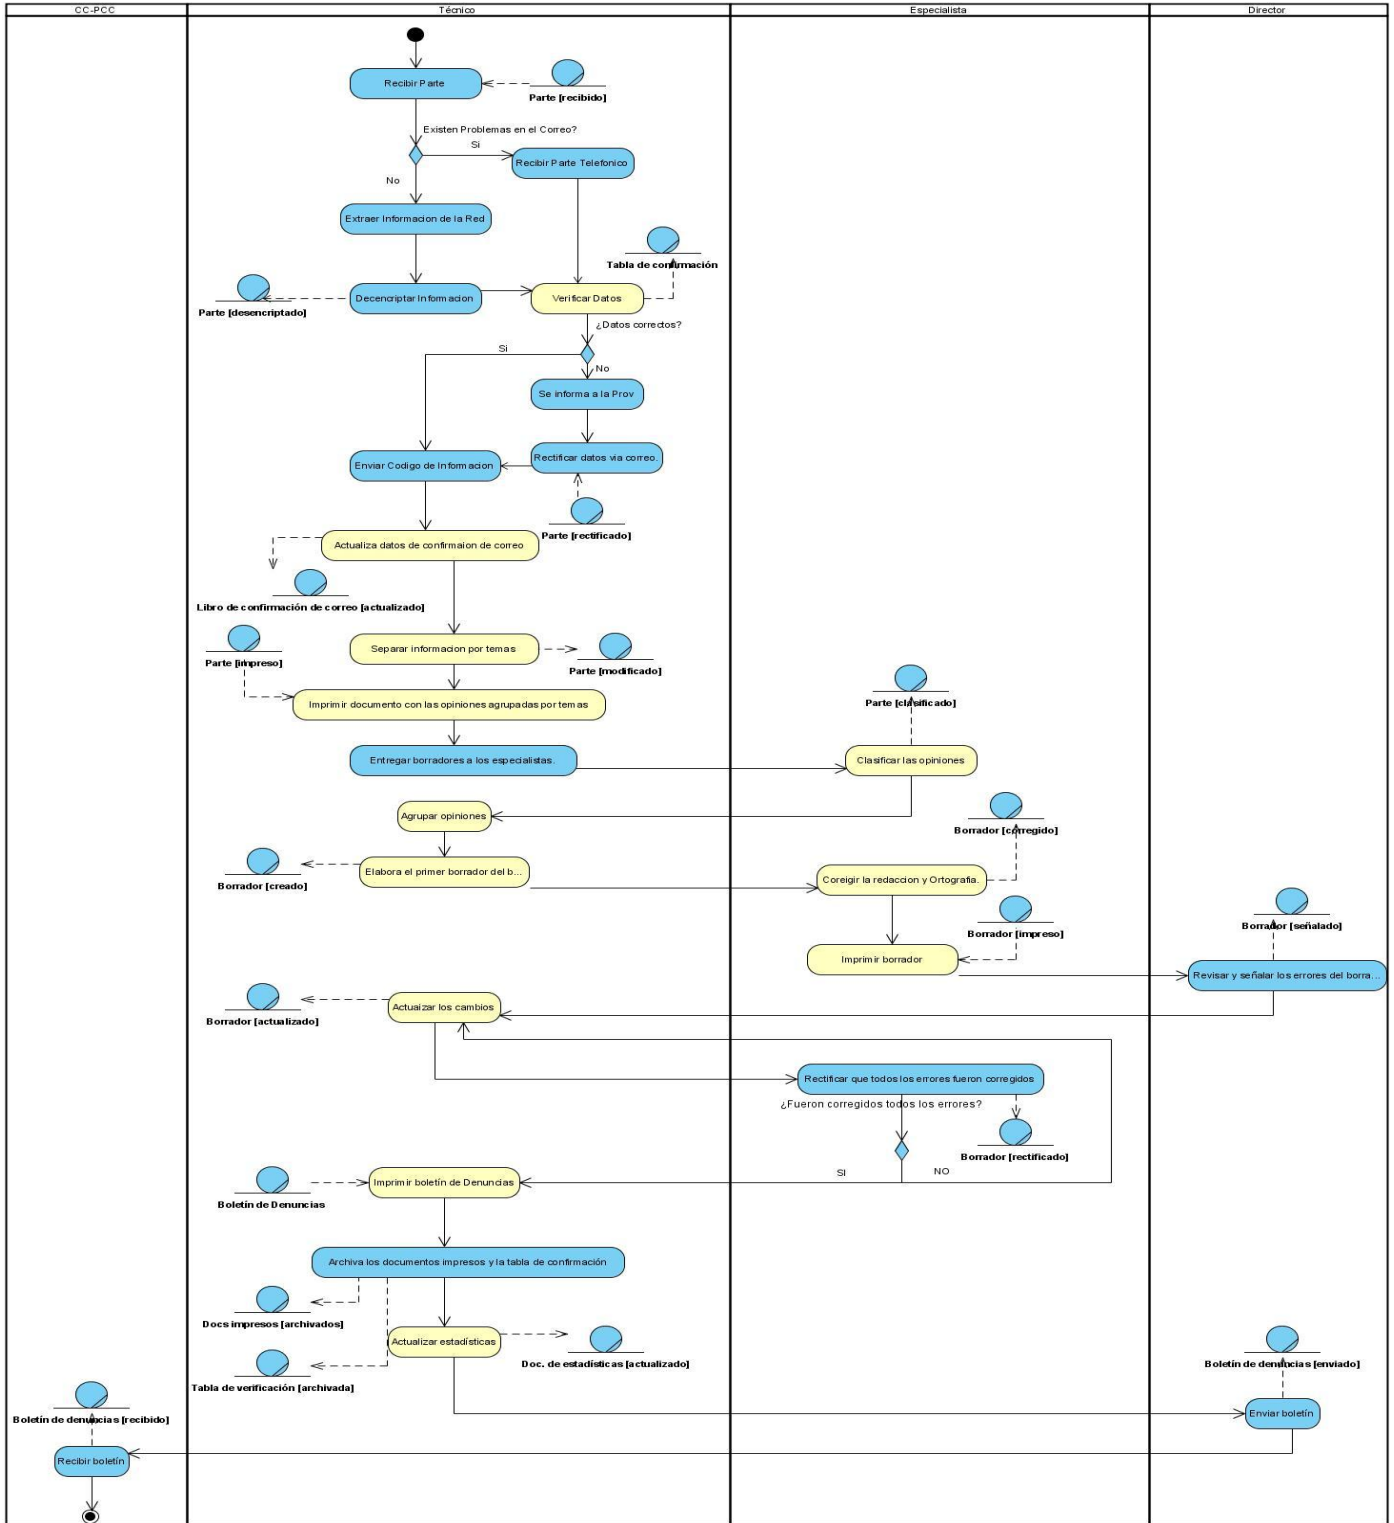 CC-PCC
Técnico
Especialista
Director
Recibir Parte
Parte [recibido]
Existen Problemas en el Correo?
Si
Recibir Parte Telefonico
No
Extraer Informacion de la Red
Tabla de confirmación
Decencriptar Informacion
Verificar Datos
Parte [desencriptado]
¿Datos correctos?
Si
No
Se informa a la Prov
Enviar Codigo de Informacion
Rectificar datos via correo.
Parte [rectificado]
Actualiza datos de confirmaion de correo
Libro de confirmación de correo [actualizado]
Separar informacion por temas
Parte [impreso]
Parte [modificado]
Imprimir documento con las opiniones agrupadas por temas
Parte [clasificado]
Entregar borradores a los especialistas.
Clasificar las opiniones
Agrupar opiniones
Borrador [corregido]
Elabora el primer borrador del b...
Borrador [creado]
Coreigir la redaccion y Ortografia.
Borrador [impreso]
Borrador [señalado]
Imprimir borrador
Revisar y señalar los errores del borra...
Actuaizar los cambios
Borrador [actualizado]
Rectificar que todos los errores fueron corregidos
¿Fueron corregidos todos los errores?
Borrador [rectificado]
SI
NO
Imprimir boletín de Denuncias
Boletín de Denuncias
Archiva los documentos impresos y la tabla de confirmación
Docs impresos [archivados]
Actualizar estadísticas
Doc. de estadísticas [actualizado]
Boletín de denuncias [enviado]
Tabla de verificación [archivada]
Boletín de denuncias [recibido]
Enviar boletín
Recibir boletín